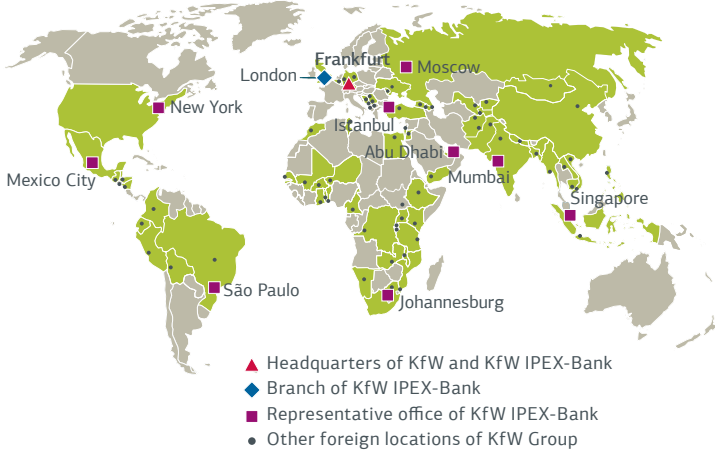 Frankfurt
London
Moscow
New York
Istanbul
Abu Dhabi
Mexico City
Mumbai
Singapore
São Paulo
Johannesburg
Headquarters of KfW and KfW IPEX-Bank
Branch of KfW IPEX-Bank
Representative office of KfW IPEX-Bank
Other foreign locations of KfW Group